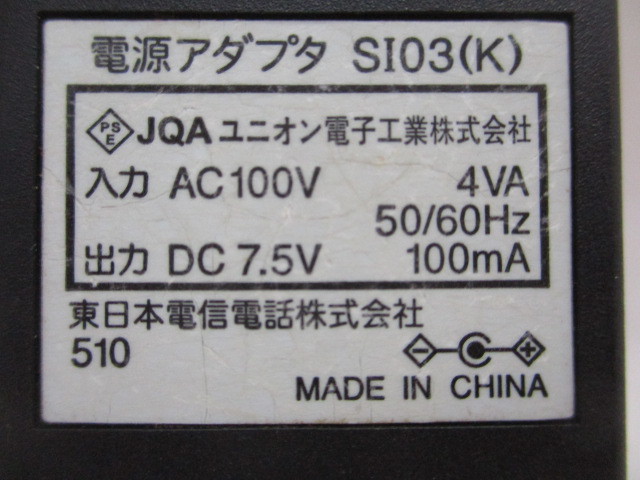 電源アダプタ SI03(K)
PSE JQA ユニオン電子工業株式会社
入力 AC100V 4VA
50/60Hz
出力 DC 7.5V 100mA
東日本電信電話株式会社
510
MADE IN CHINA